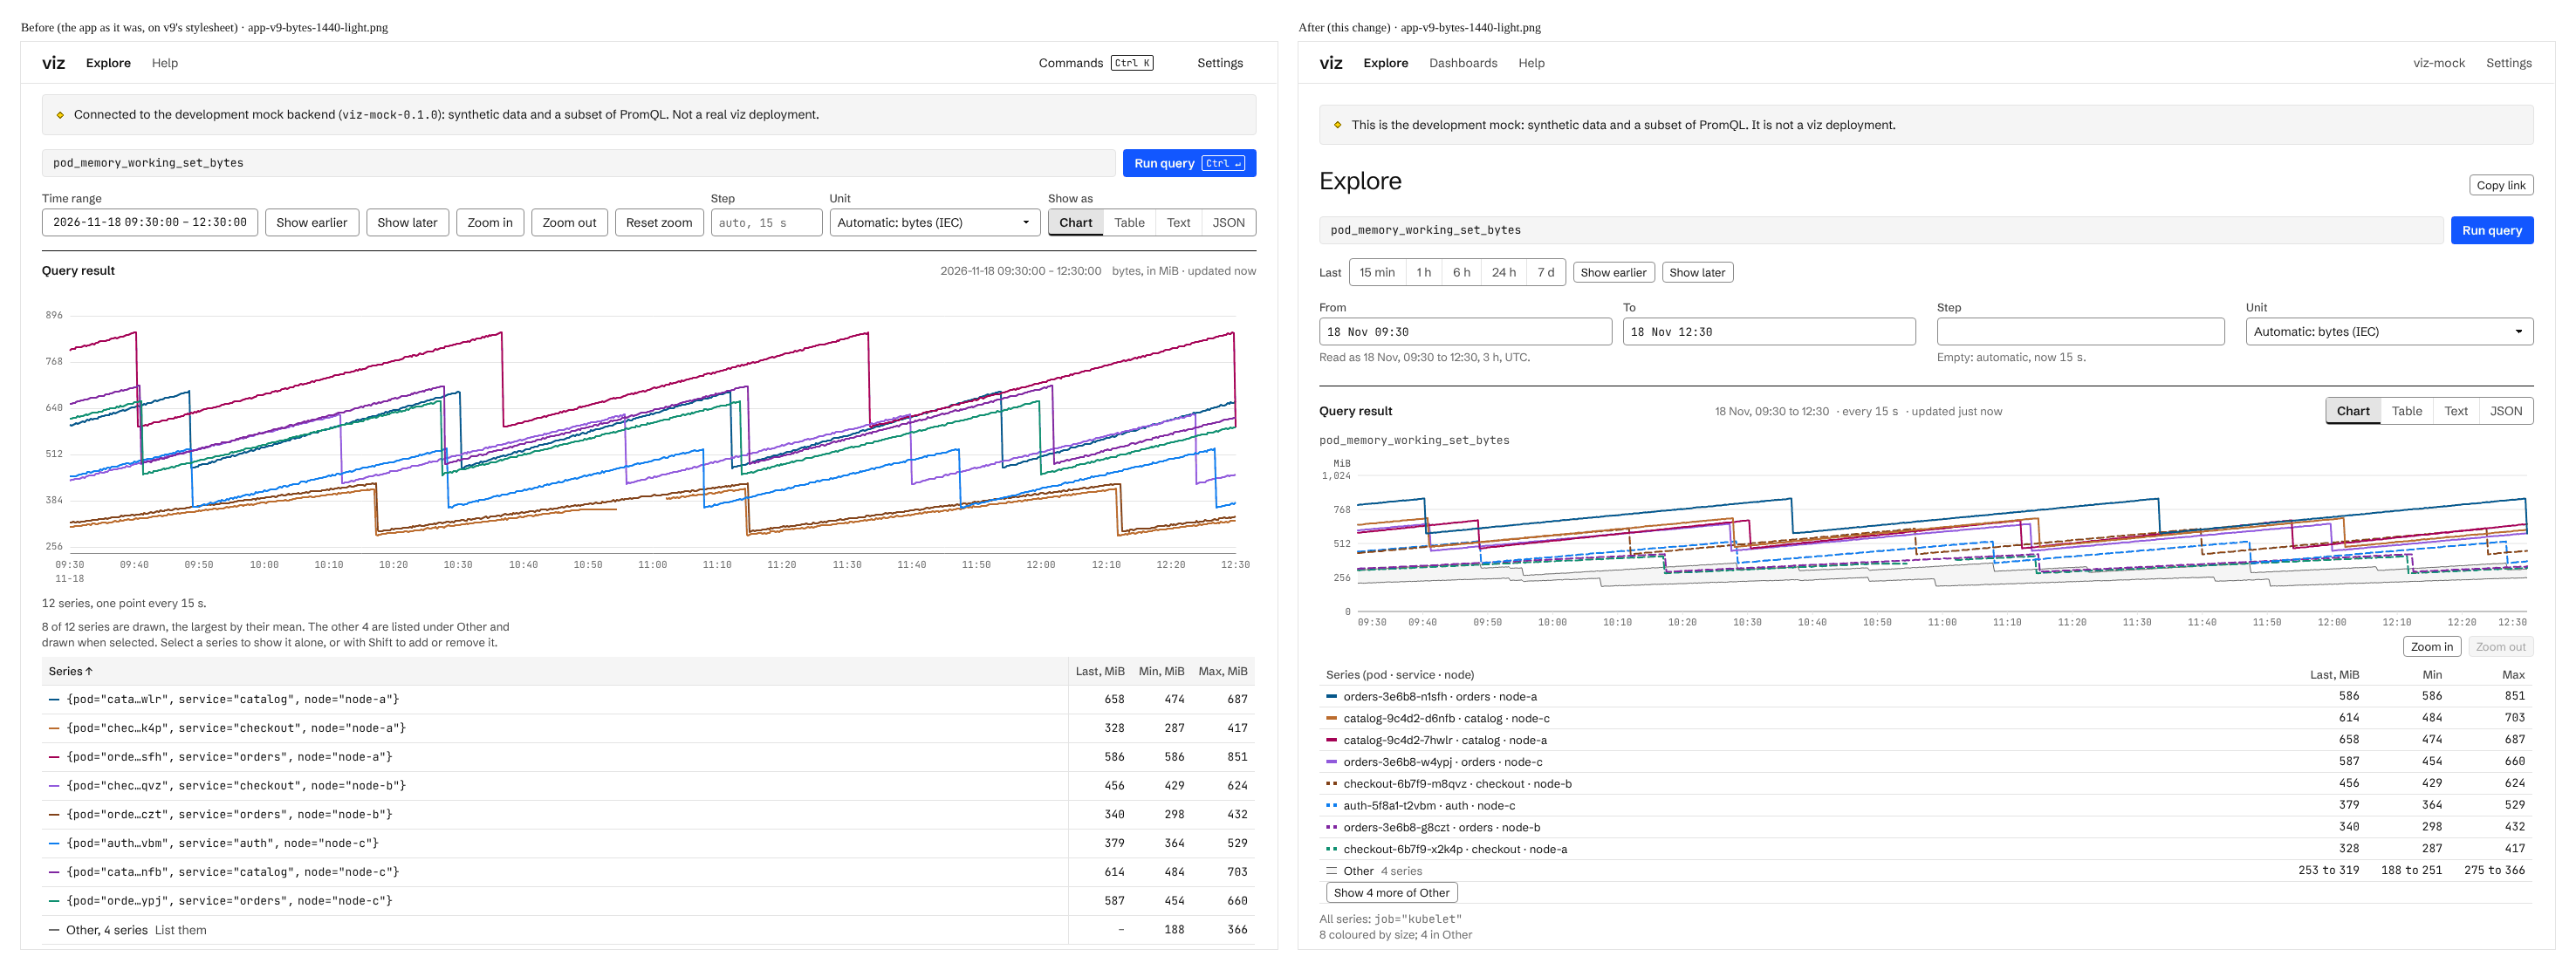 Before (the app as it was, on v9's stylesheet) · app-v9-bytes-1440-light.png
viz Explore Help Commands Ctrl K Settings
Connected to the development mock backend (viz-mock-0.1.0): synthetic data and a subset of PromQL. Not a real viz deployment.
pod_memory_working_set_bytes Run query Ctrl ↵
Time range Step Unit Show as
2026-11-18 09:30:00 – 12:30:00 Show earlier Show later Zoom in Zoom out Reset zoom auto, 15 s Automatic: bytes (IEC) Chart Table Text JSON
Query result 2026-11-18 09:30:00 – 12:30:00 bytes, in MiB · updated now
896
768
640
512
384
256
09:30 09:40 09:50 10:00 10:10 10:20 10:30 10:40 10:50 11:00 11:10 11:20 11:30 11:40 11:50 12:00 12:10 12:20 12:30
11-18
12 series, one point every 15 s.
8 of 12 series are drawn, the largest by their mean. The other 4 are listed under Other and
drawn when selected. Select a series to show it alone, or with Shift to add or remove it.
Series ↑ Last, MiB Min, MiB Max, MiB
{pod="cata…wlr", service="catalog", node="node-a"} 658 474 687
{pod="chec…k4p", service="checkout", node="node-a"} 328 287 417
{pod="orde…sfh", service="orders", node="node-a"} 586 586 851
{pod="chec…qvz", service="checkout", node="node-b"} 456 429 624
{pod="orde…czt", service="orders", node="node-b"} 340 298 432
{pod="auth…vbm", service="auth", node="node-c"} 379 364 529
{pod="cata…nfb", service="catalog", node="node-c"} 614 484 703
{pod="orde…ypj", service="orders", node="node-c"} 587 454 660
Other, 4 series List them – 188 366
After (this change) · app-v9-bytes-1440-light.png
viz Explore Dashboards Help viz-mock Settings
This is the development mock: synthetic data and a subset of PromQL. It is not a viz deployment.
Explore
Copy link
pod_memory_working_set_bytes Run query
Last 15 min 1 h 6 h 24 h 7 d Show earlier Show later
From To Step Unit
18 Nov 09:30 18 Nov 12:30 Automatic: bytes (IEC)
Read as 18 Nov, 09:30 to 12:30, 3 h, UTC. Empty: automatic, now 15 s.
Query result 18 Nov, 09:30 to 12:30 · every 15 s · updated just now Chart Table Text JSON
pod_memory_working_set_bytes
MiB
1,024
768
512
256
0
09:30 09:40 09:50 10:00 10:10 10:20 10:30 10:40 10:50 11:00 11:10 11:20 11:30 11:40 11:50 12:00 12:10 12:20 12:30
Zoom in Zoom out
Series (pod · service · node) Last, MiB Min Max
orders-3e6b8-n1sfh · orders · node-a 586 586 851
catalog-9c4d2-d6nfb · catalog · node-c 614 484 703
catalog-9c4d2-7hwlr · catalog · node-a 658 474 687
orders-3e6b8-w4ypj · orders · node-c 587 454 660
checkout-6b7f9-m8qvz · checkout · node-b 456 429 624
auth-5f8a1-t2vbm · auth · node-c 379 364 529
orders-3e6b8-g8czt · orders · node-b 340 298 432
checkout-6b7f9-x2k4p · checkout · node-a 328 287 417
Other 4 series 253 to 319 188 to 251 275 to 366
Show 4 more of Other
All series: job="kubelet"
8 coloured by size; 4 in Other